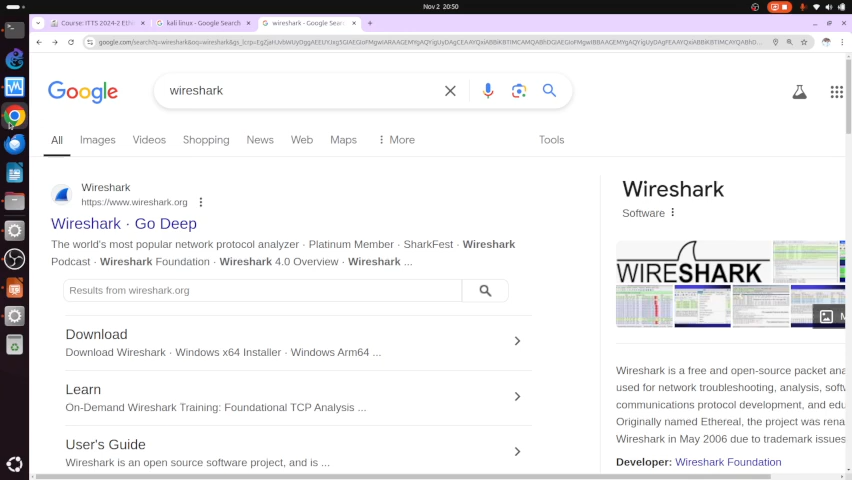 Nov 2 20:50
Course: ITTS 2024-2 Eth
kali linux - Google Search
wireshark - Google Sear
Google
wireshark
All Images Videos Shopping News Web Maps More Tools
Wireshark
https://www.wireshark.org
Wireshark · Go Deep
The world's most popular network protocol analyzer · Platinum Member · SharkFest · Wireshark
Podcast · Wireshark Foundation · Wireshark 4.0 Overview · Wireshark ...
Results from wireshark.org
Download
Download Wireshark · Windows x64 Installer · Windows Arm64 ...
Learn
On-Demand Wireshark Training: Foundational TCP Analysis ...
User's Guide
Wireshark is an open source software project, and is ...
Wireshark
Software
WIRESHARK
M
Wireshark is a free and open-source packet ana
used for network troubleshooting, analysis, softw
communications protocol development, and edu
Originally named Ethereal, the project was rena
Wireshark in May 2006 due to trademark issues
Developer: Wireshark Foundation